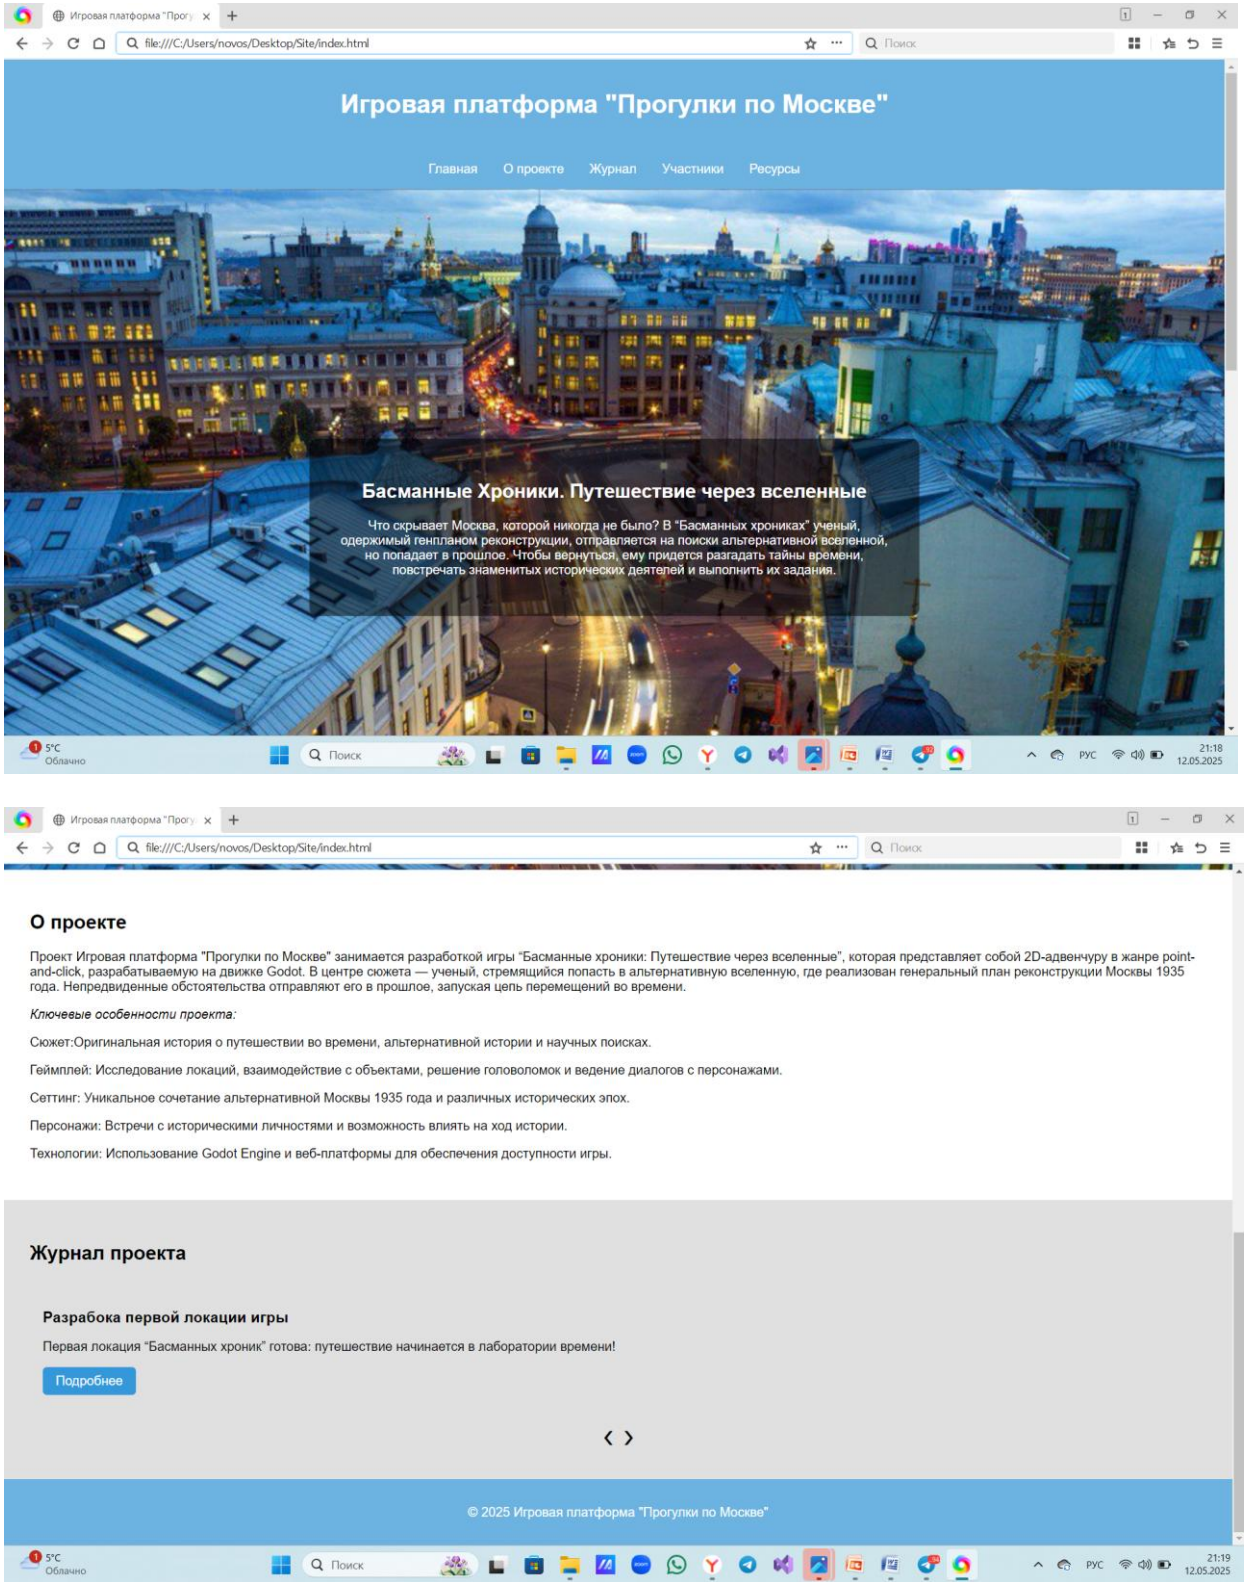 Игровая платформа "Прогу
1
file:///C:/Users/novos/Desktop/Site/index.html
Поиск
Игровая платформа "Прогулки по Москве"
Главная О проекте Журнал Участники Ресурсы
Басманные Хроники. Путешествие через вселенные
Что скрывает Москва, которой никогда не было? В “Басманных хрониках” ученый,
одержимый генпланом реконструкции, отправляется на поиски альтернативной вселенной,
но попадает в прошлое. Чтобы вернуться, ему придется разгадать тайны времени,
повстречать знаменитых исторических деятелей и выполнить их задания.
1
5°C
Облачно
Поиск
zoom
РУС
21:18
12.05.2025
Игровая платформа "Прогу
1
file:///C:/Users/novos/Desktop/Site/index.html
Поиск
О проекте
Проект Игровая платформа "Прогулки по Москве" занимается разработкой игры “Басманные хроники: Путешествие через вселенные”, которая представляет собой 2D-адвенчуру в жанре point-
and-click, разрабатываемую на движке Godot. В центре сюжета — ученый, стремящийся попасть в альтернативную вселенную, где реализован генеральный план реконструкции Москвы 1935
года. Непредвиденные обстоятельства отправляют его в прошлое, запуская цепь перемещений во времени.
Ключевые особенности проекта:
Сюжет:Оригинальная история о путешествии во времени, альтернативной истории и научных поисках.
Геймплей: Исследование локаций, взаимодействие с объектами, решение головоломок и ведение диалогов с персонажами.
Сеттинг: Уникальное сочетание альтернативной Москвы 1935 года и различных исторических эпох.
Персонажи: Встречи с историческими личностями и возможность влиять на ход истории.
Технологии: Использование Godot Engine и веб-платформы для обеспечения доступности игры.
Журнал проекта
Разрабока первой локации игры
Первая локация “Басманных хроник” готова: путешествие начинается в лаборатории времени!
Подробнее
© 2025 Игровая платформа "Прогулки по Москве"
1
5°C
Облачно
Поиск
zoom
РУС
21:19
12.05.2025